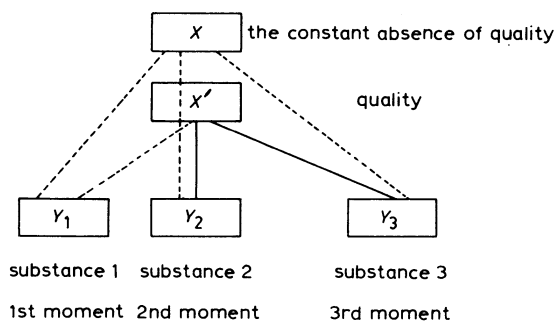 X the constant absence of quality
X′ quality
Y₁ Y₂ Y₃
substance 1 substance 2 substance 3
1st moment 2nd moment 3rd moment